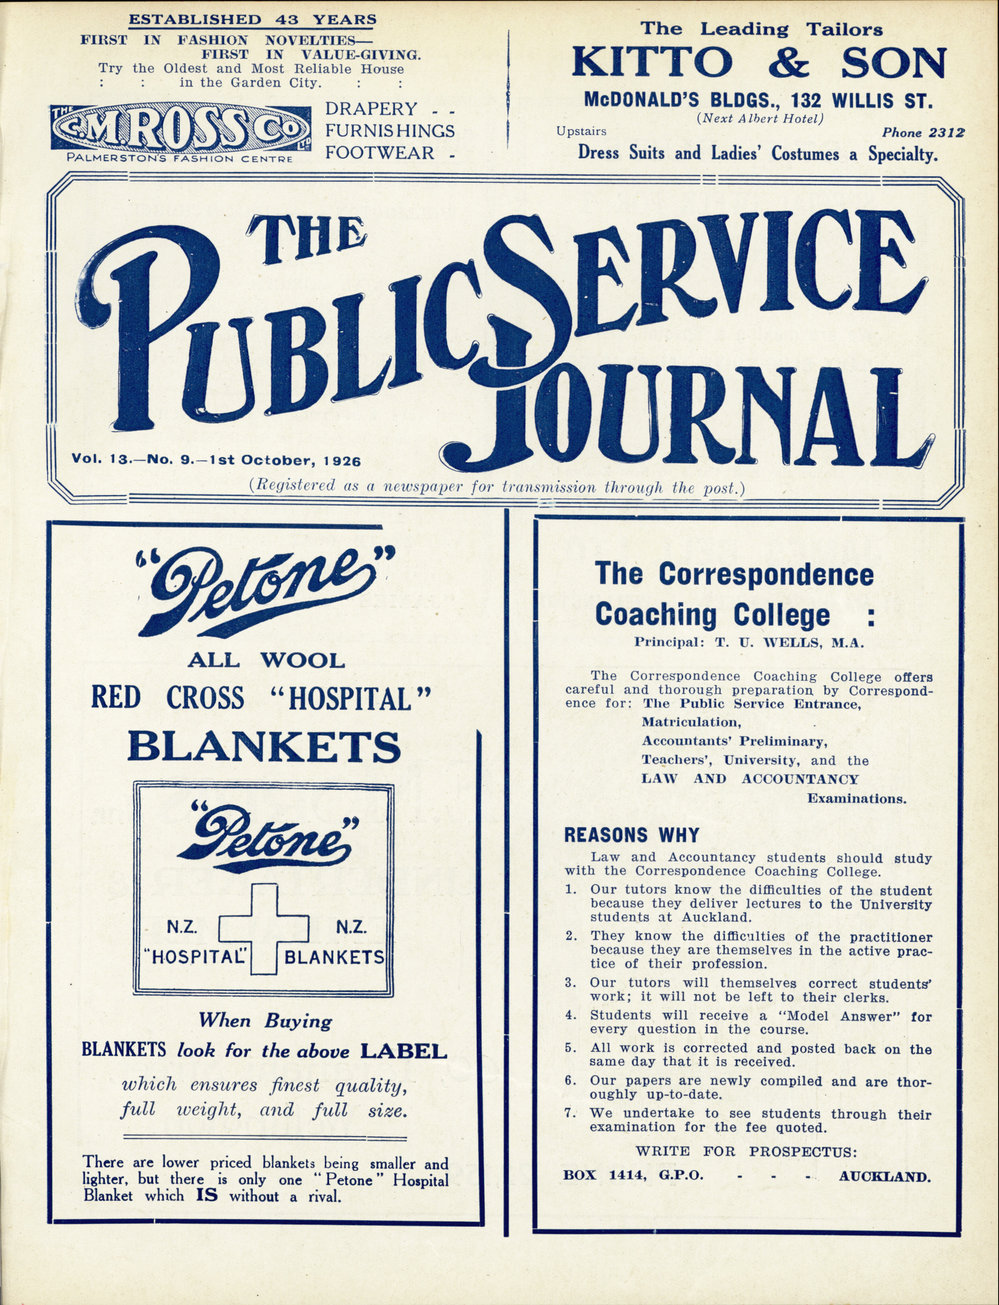 ESTABLISHED 43 YEARS
FIRST IN FASHION NOVELTIES—
FIRST IN VALUE-GIVING.
Try the Oldest and Most Reliable House
: : in the Garden City. : :
THE C.M. ROSS CO LTD
PALMERSTON'S FASHION CENTRE
DRAPERY - -
FURNISHINGS
FOOTWEAR -
The Leading Tailors
KITTO & SON
McDONALD'S BLDGS., 132 WILLIS ST.
(Next Albert Hotel)
Upstairs Phone 2312
Dress Suits and Ladies' Costumes a Specialty.
THE
PUBLIC SERVICE
JOURNAL
Vol. 13.—No. 9.—1st October, 1926
(Registered as a newspaper for transmission through the post.)
"Petone"
ALL WOOL
RED CROSS "HOSPITAL"
BLANKETS
"Petone"
N.Z. N.Z.
"HOSPITAL" BLANKETS
When Buying
BLANKETS look for the above LABEL
which ensures finest quality,
full weight, and full size.
There are lower priced blankets being smaller and
lighter, but there is only one "Petone" Hospital
Blanket which IS without a rival.
The Correspondence
Coaching College :
Principal: T. U. WELLS, M.A.
The Correspondence Coaching College offers
careful and thorough preparation by Correspond-
ence for: The Public Service Entrance,
Matriculation,
Accountants' Preliminary,
Teachers', University, and the
LAW AND ACCOUNTANCY
Examinations.
REASONS WHY
Law and Accountancy students should study
with the Correspondence Coaching College.
1. Our tutors know the difficulties of the student
because they deliver lectures to the University
students at Auckland.
2. They know the difficulties of the practitioner
because they are themselves in the active prac-
tice of their profession.
3. Our tutors will themselves correct students'
work; it will not be left to their clerks.
4. Students will receive a "Model Answer" for
every question in the course.
5. All work is corrected and posted back on the
same day that it is received.
6. Our papers are newly compiled and are thor-
oughly up-to-date.
7. We undertake to see students through their
examination for the fee quoted.
WRITE FOR PROSPECTUS:
BOX 1414, G.P.O. - - - AUCKLAND.